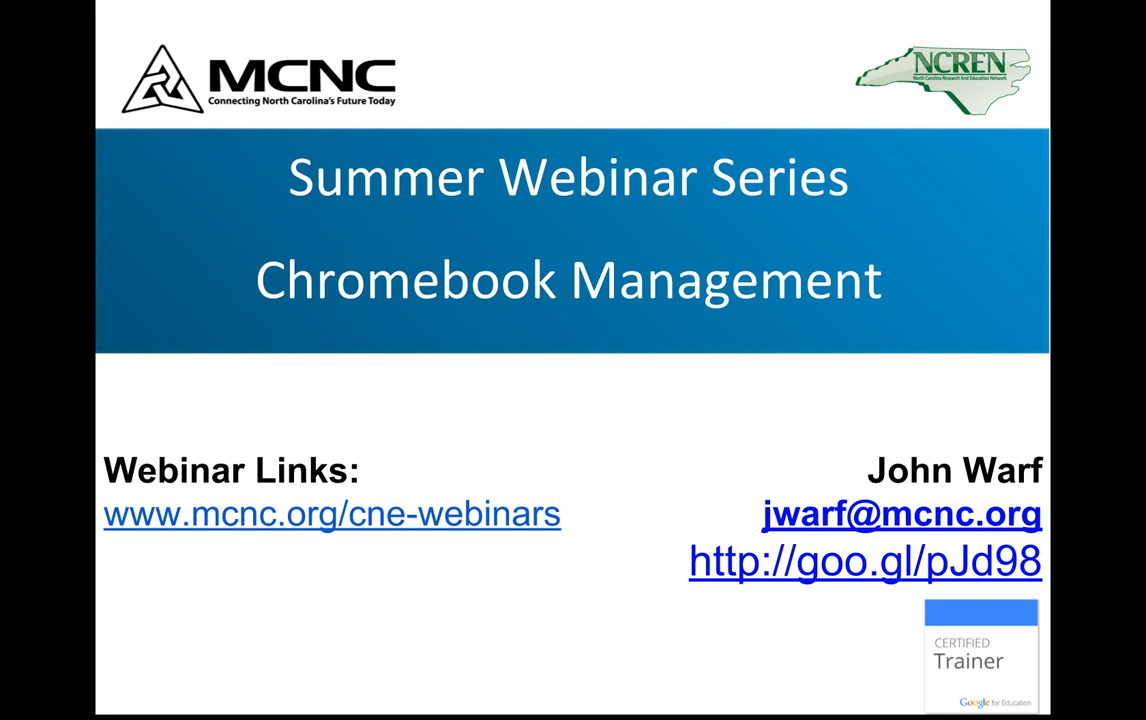 MCNC
Connecting North Carolina's Future Today
NCREN
North Carolina Research And Education Network
Summer Webinar Series
Chromebook Management
Webinar Links:
www.mcnc.org/cne-webinars
John Warf
jwarf@mcnc.org
http://goo.gl/pJd98
CERTIFIED
Trainer
Google for Education